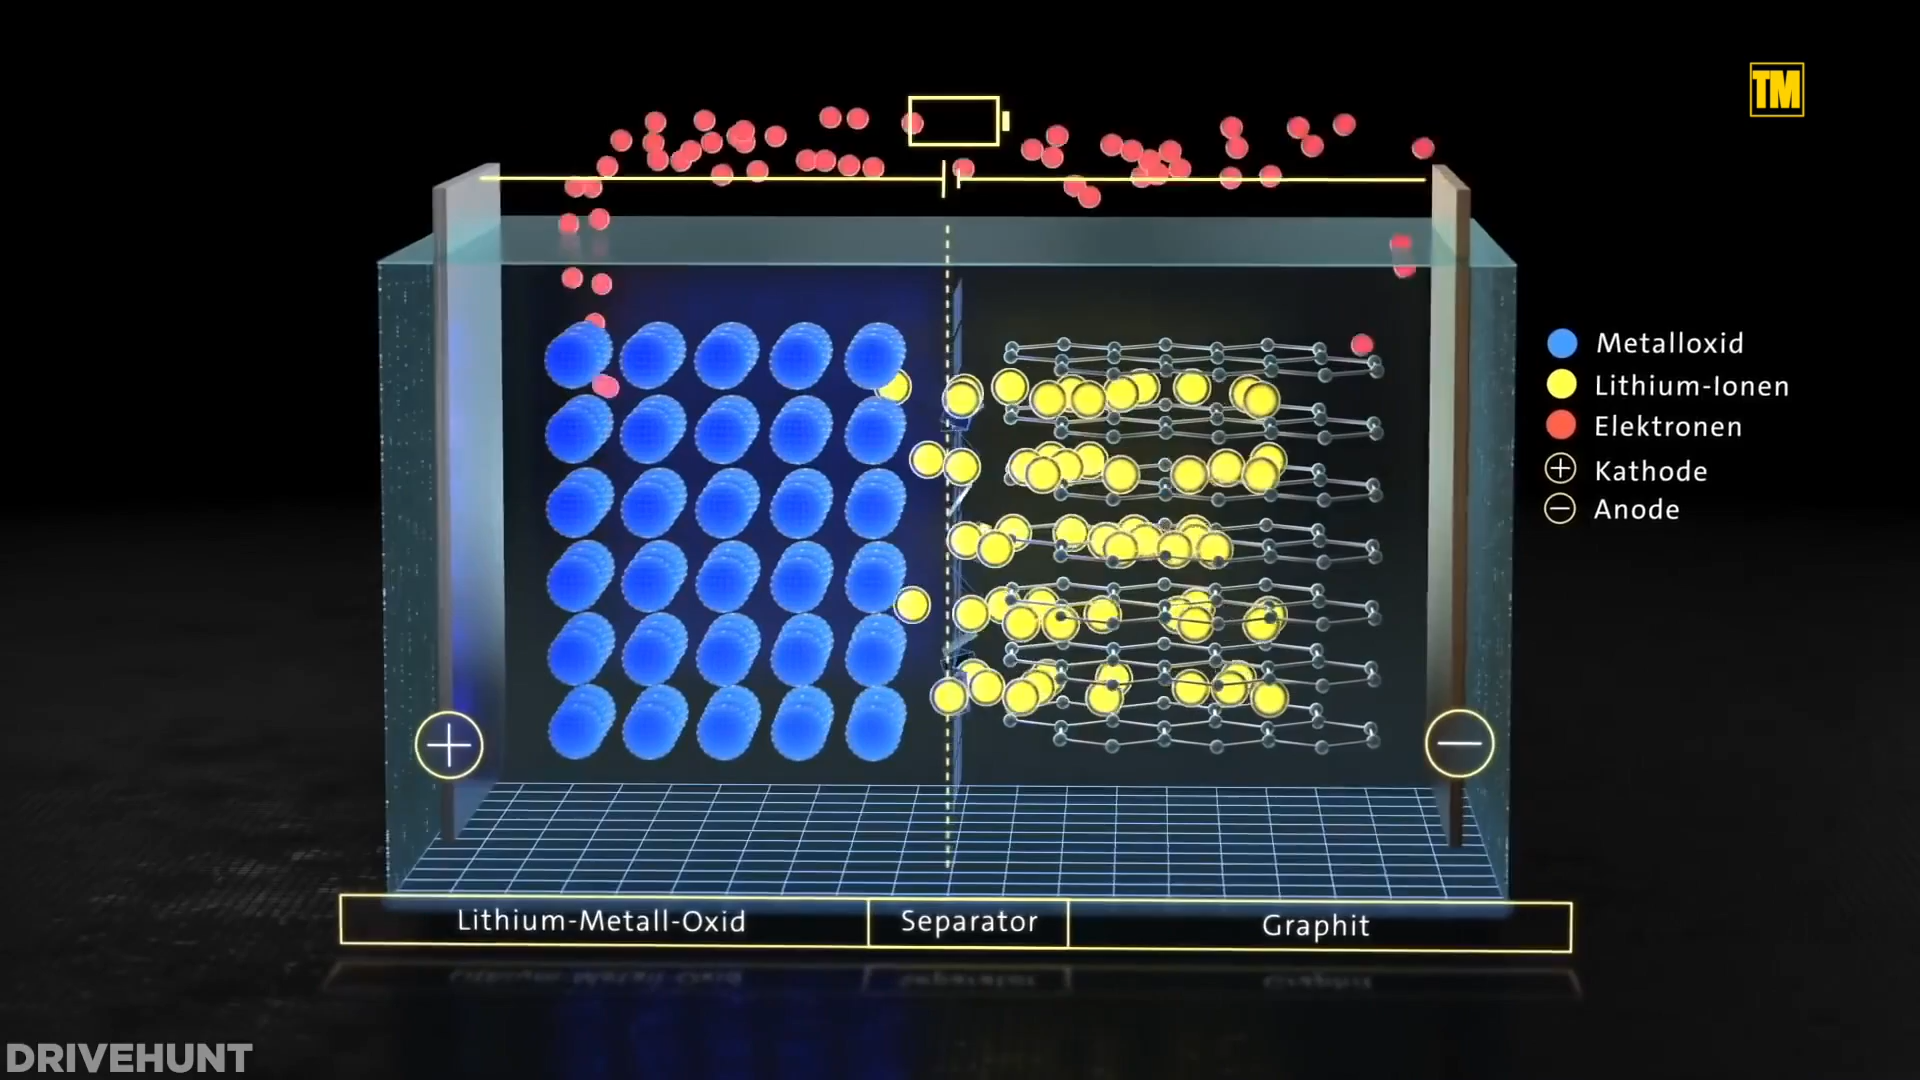 TM
Metalloxid
Lithium-Ionen
Elektronen
Kathode
Anode
Lithium-Metall-Oxid
Separator
Graphit
DRIVEHUNT